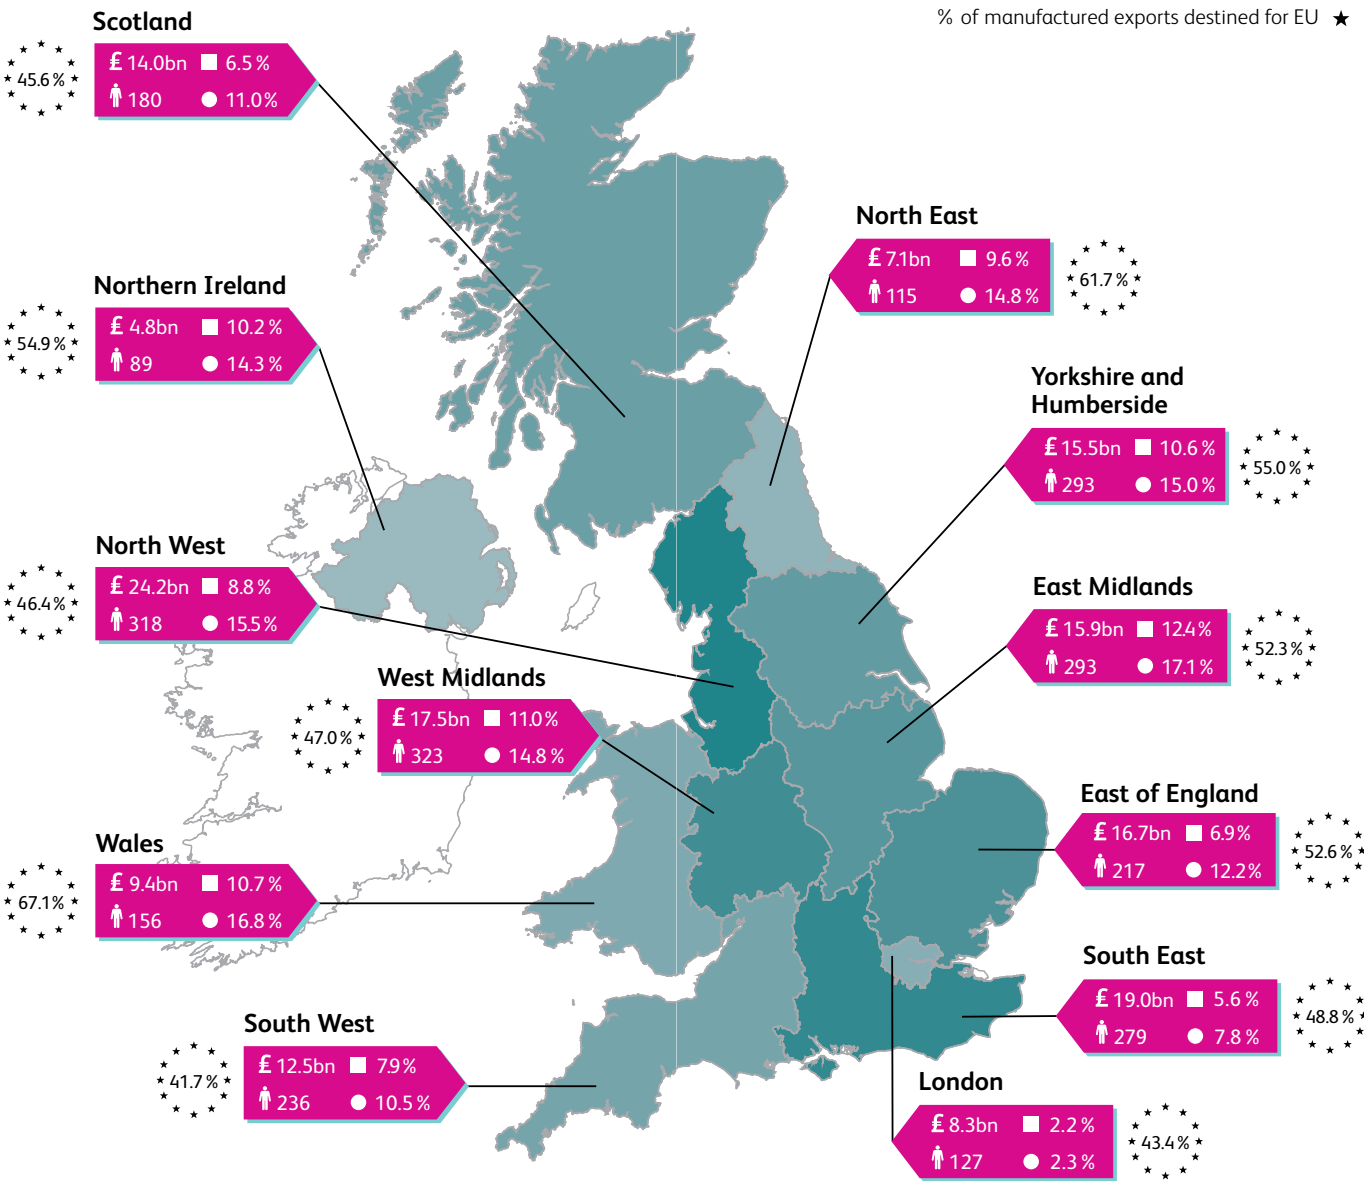 % of manufactured exports destined for EU ★
Scotland
45.6 %
£ 14.0bn 6.5 %
180 11.0 %
North East
£ 7.1bn 9.6 %
115 14.8 %
61.7 %
Northern Ireland
54.9 %
£ 4.8bn 10.2 %
89 14.3 %
Yorkshire and
Humberside
£ 15.5bn 10.6 %
293 15.0 %
55.0 %
North West
46.4 %
£ 24.2bn 8.8 %
318 15.5 %
East Midlands
£ 15.9bn 12.4 %
293 17.1 %
52.3 %
West Midlands
47.0 %
£ 17.5bn 11.0 %
323 14.8 %
East of England
£ 16.7bn 6.9 %
217 12.2 %
52.6 %
Wales
67.1 %
£ 9.4bn 10.7 %
156 16.8 %
South East
£ 19.0bn 5.6 %
279 7.8 %
48.8 %
South West
41.7 %
£ 12.5bn 7.9 %
236 10.5 %
London
£ 8.3bn 2.2 %
127 2.3 %
43.4 %